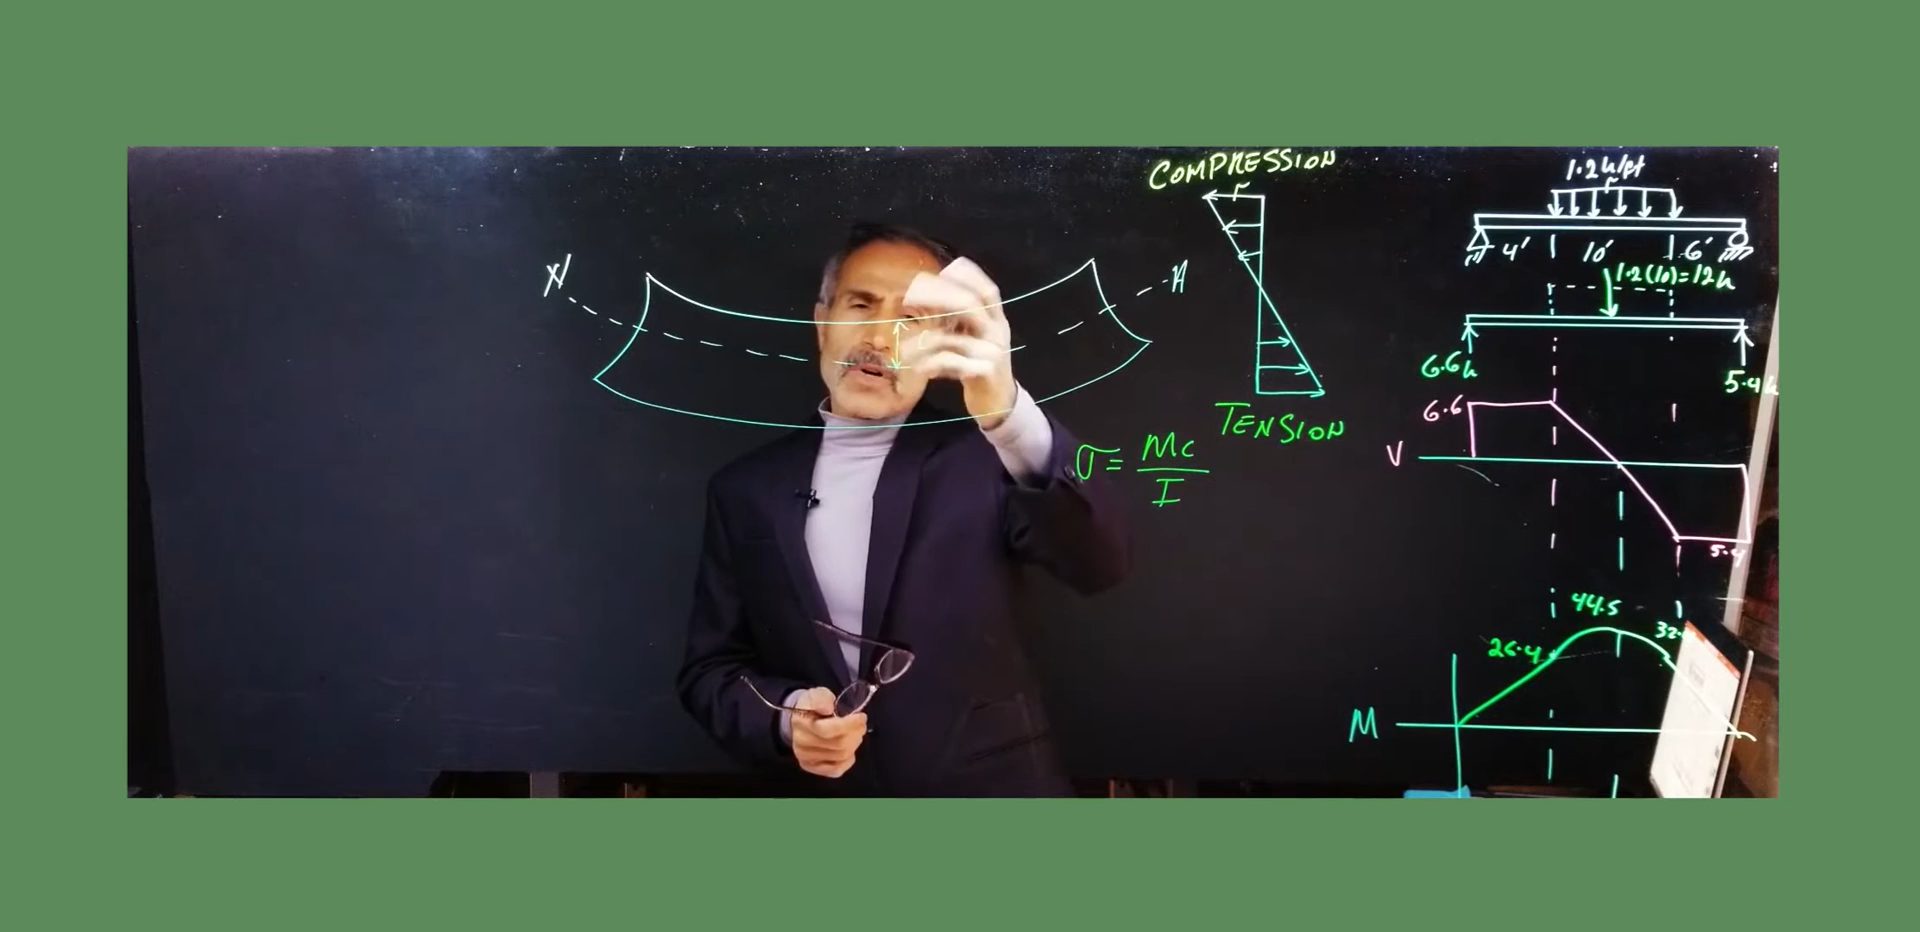 COMPRESSION
1.2k/ft
4' 10' 6'
1.2(10)=12k
N A
6.6k 5.4k
TENSION
6.6
V
σ = Mc/I
5.4
44.5
26.4
M